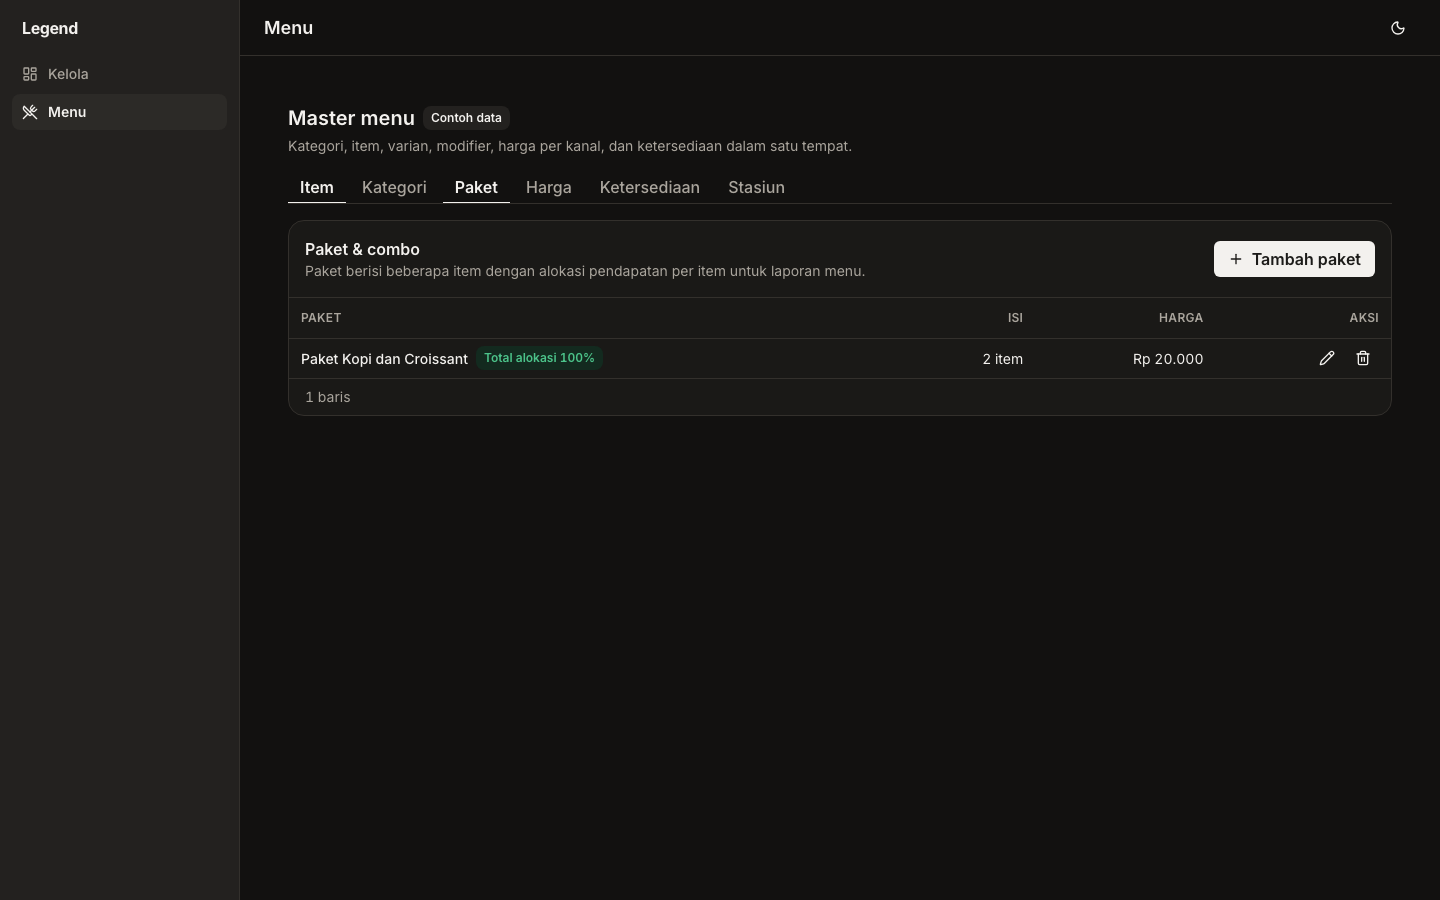 Legend
Kelola
Menu
Menu
Master menu Contoh data
Kategori, item, varian, modifier, harga per kanal, dan ketersediaan dalam satu tempat.
Item Kategori Paket Harga Ketersediaan Stasiun
Paket & combo
Paket berisi beberapa item dengan alokasi pendapatan per item untuk laporan menu.
Tambah paket
PAKET ISI HARGA AKSI
Paket Kopi dan Croissant Total alokasi 100% 2 item Rp 20.000
1 baris